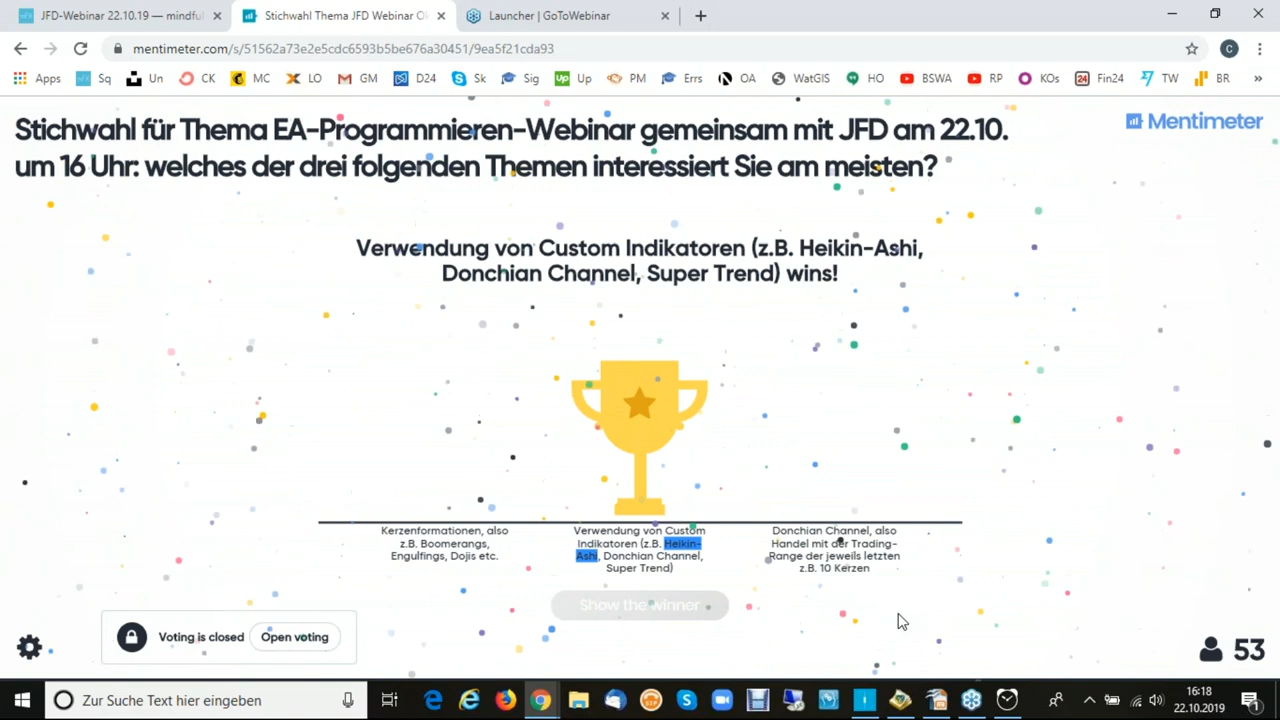 JFD-Webinar 22.10.19 — mindful
Stichwahl Thema JFD Webinar Ok
Launcher | GoToWebinar
mentimeter.com/s/51562a73e2e5cdc6593b5be676a30451/9ea5f21cda93
C
Apps
Sq
Un
CK
MC
LO
GM
D24
Sk
Sig
Up
PM
Errs
OA
WatGIS
HO
BSWA
RP
KOs
Fin24
TW
BR
»
Stichwahl für Thema EA-Programmieren-Webinar gemeinsam mit JFD am 22.10.
um 16 Uhr: welches der drei folgenden Themen interessiert Sie am meisten?
Mentimeter
Verwendung von Custom Indikatoren (z.B. Heikin-Ashi,
Donchian Channel, Super Trend) wins!
Kerzenformationen, also
z.B. Boomerangs,
Engulfings, Dojis etc.
Verwendung von Custom
Indikatoren (z.B. Heikin-
Ashi, Donchian Channel,
Super Trend)
Donchian Channel, also
Handel mit der Trading-
Range der jeweils letzten
z.B. 10 Kerzen
Show the winner
Voting is closed
Open voting
53
Zur Suche Text hier eingeben
16:18
22.10.2019